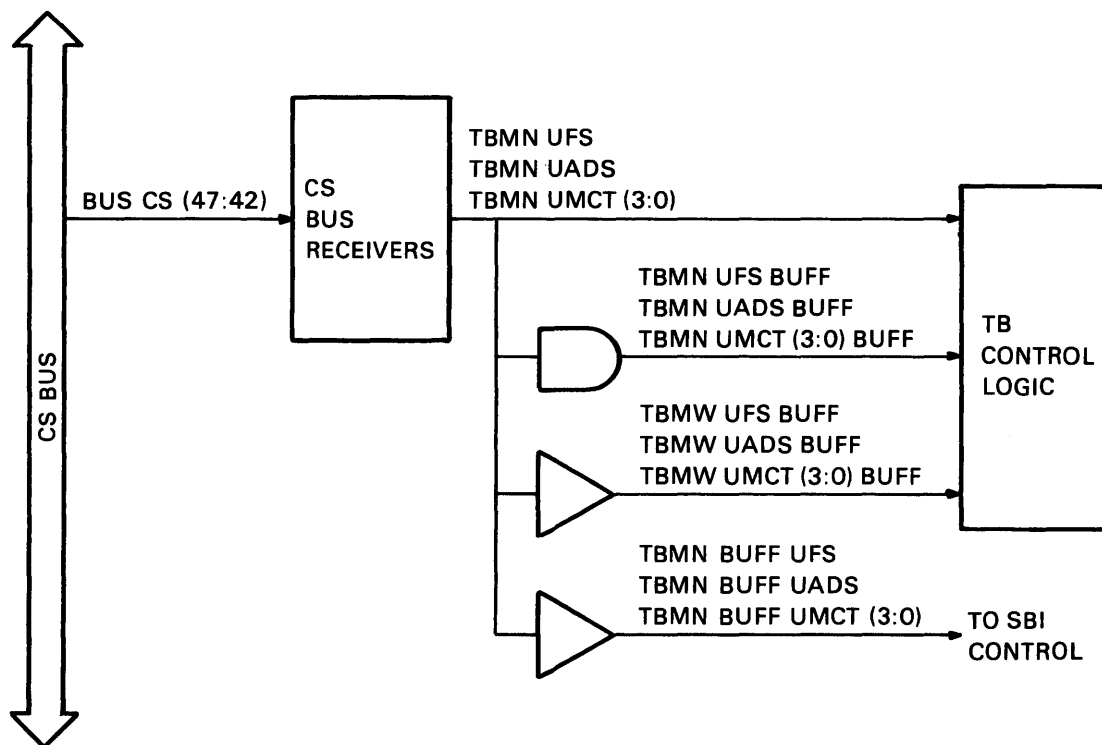 TBMN UFS
TBMN UADS
TBMN UMCT (3:0)
BUS CS (47:42)
CS
BUS
RECEIVERS
TBMN UFS BUFF
TBMN UADS BUFF
TBMN UMCT (3:0) BUFF
TB
CONTROL
LOGIC
CS BUS
TBMW UFS BUFF
TBMW UADS BUFF
TBMW UMCT (3:0) BUFF
TBMN BUFF UFS
TBMN BUFF UADS
TBMN BUFF UMCT (3:0)
TO SBI
CONTROL